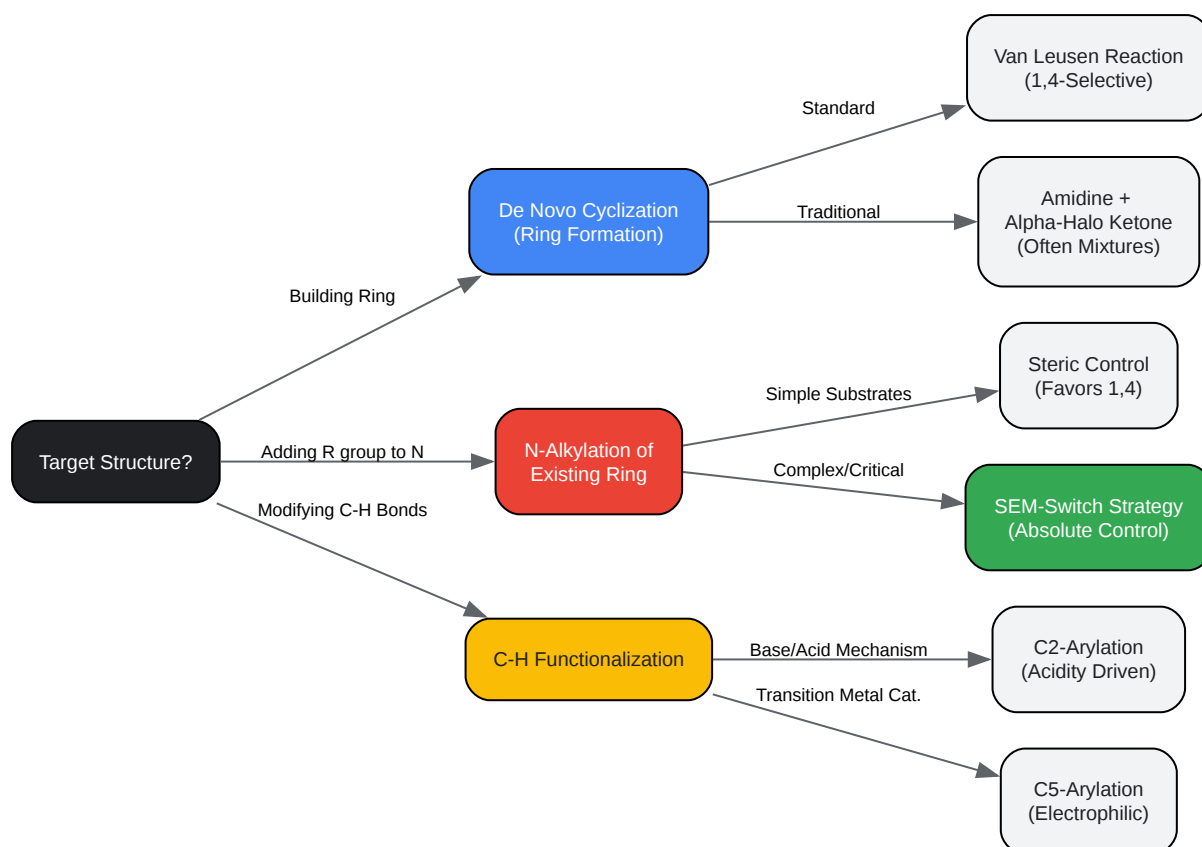 Target Structure?
Building Ring
Adding R group to N
Modifying C-H Bonds
De Novo Cyclization
(Ring Formation)
Standard
Traditional
Van Leusen Reaction
(1,4-Selective)
Amidine +
Alpha-Halo Ketone
(Often Mixtures)
N-Alkylation of
Existing Ring
Simple Substrates
Complex/Critical
Steric Control
(Favors 1,4)
SEM-Switch Strategy
(Absolute Control)
C-H Functionalization
Base/Acid Mechanism
Transition Metal Cat.
C2-Arylation
(Acidity Driven)
C5-Arylation
(Electrophilic)